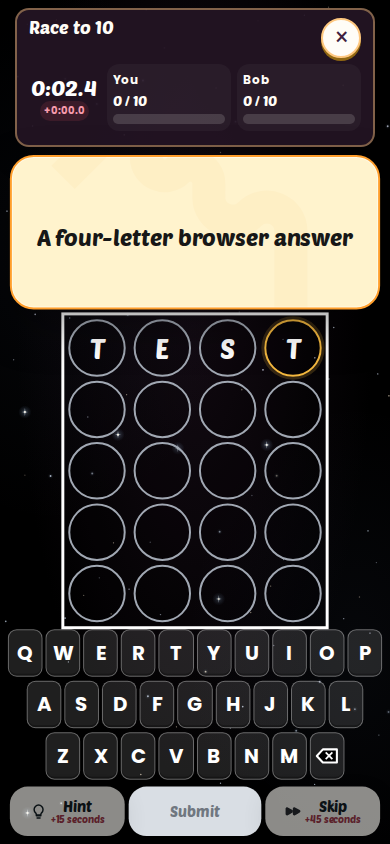 Race to 10
×
0:02.4
+0:00.0
You
0 / 10
Bob
0 / 10
A four-letter browser answer
T E S T
Q W E R T Y U I O P
A S D F G H J K L
Z X C V B N M
Hint
+15 seconds
Submit
Skip
+45 seconds